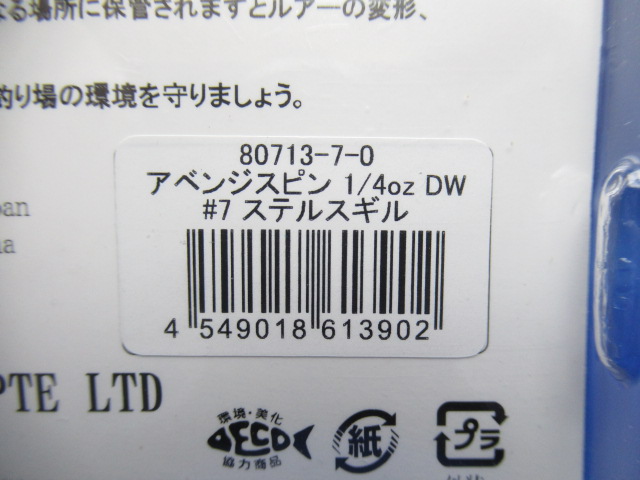 なる場所に保管されますとルアーの変形、
釣り場の環境を守りましょう。
80713-7-0
アベンジスピン 1/4oz DW
#7 ステルスギル
4 549018 613902
PTE LTD
環境・美化
ECO
協力商品
紙
プラ